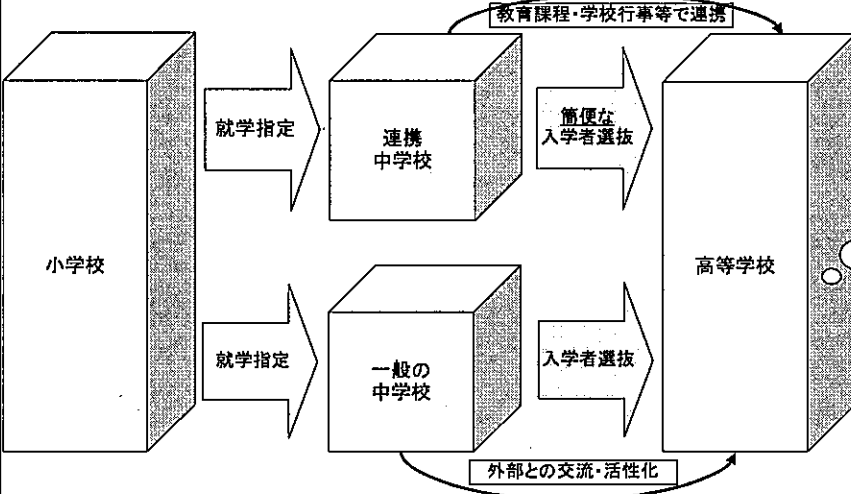 教育課程・学校行事等で連携
就学指定
連携
中学校
簡便な
入学者選抜
小学校
高等学校
就学指定
一般の
中学校
入学者選抜
外部との交流・活性化